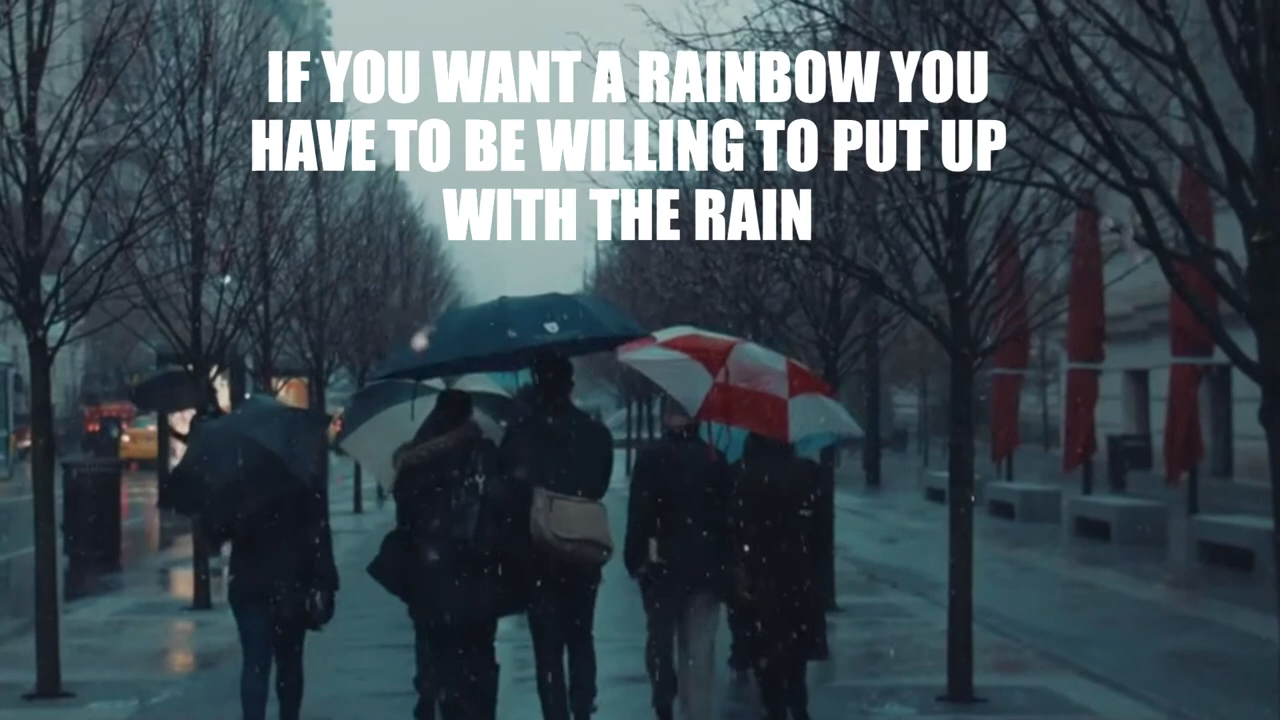 IF YOU WANT A RAINBOW YOU
HAVE TO BE WILLING TO PUT UP
WITH THE RAIN